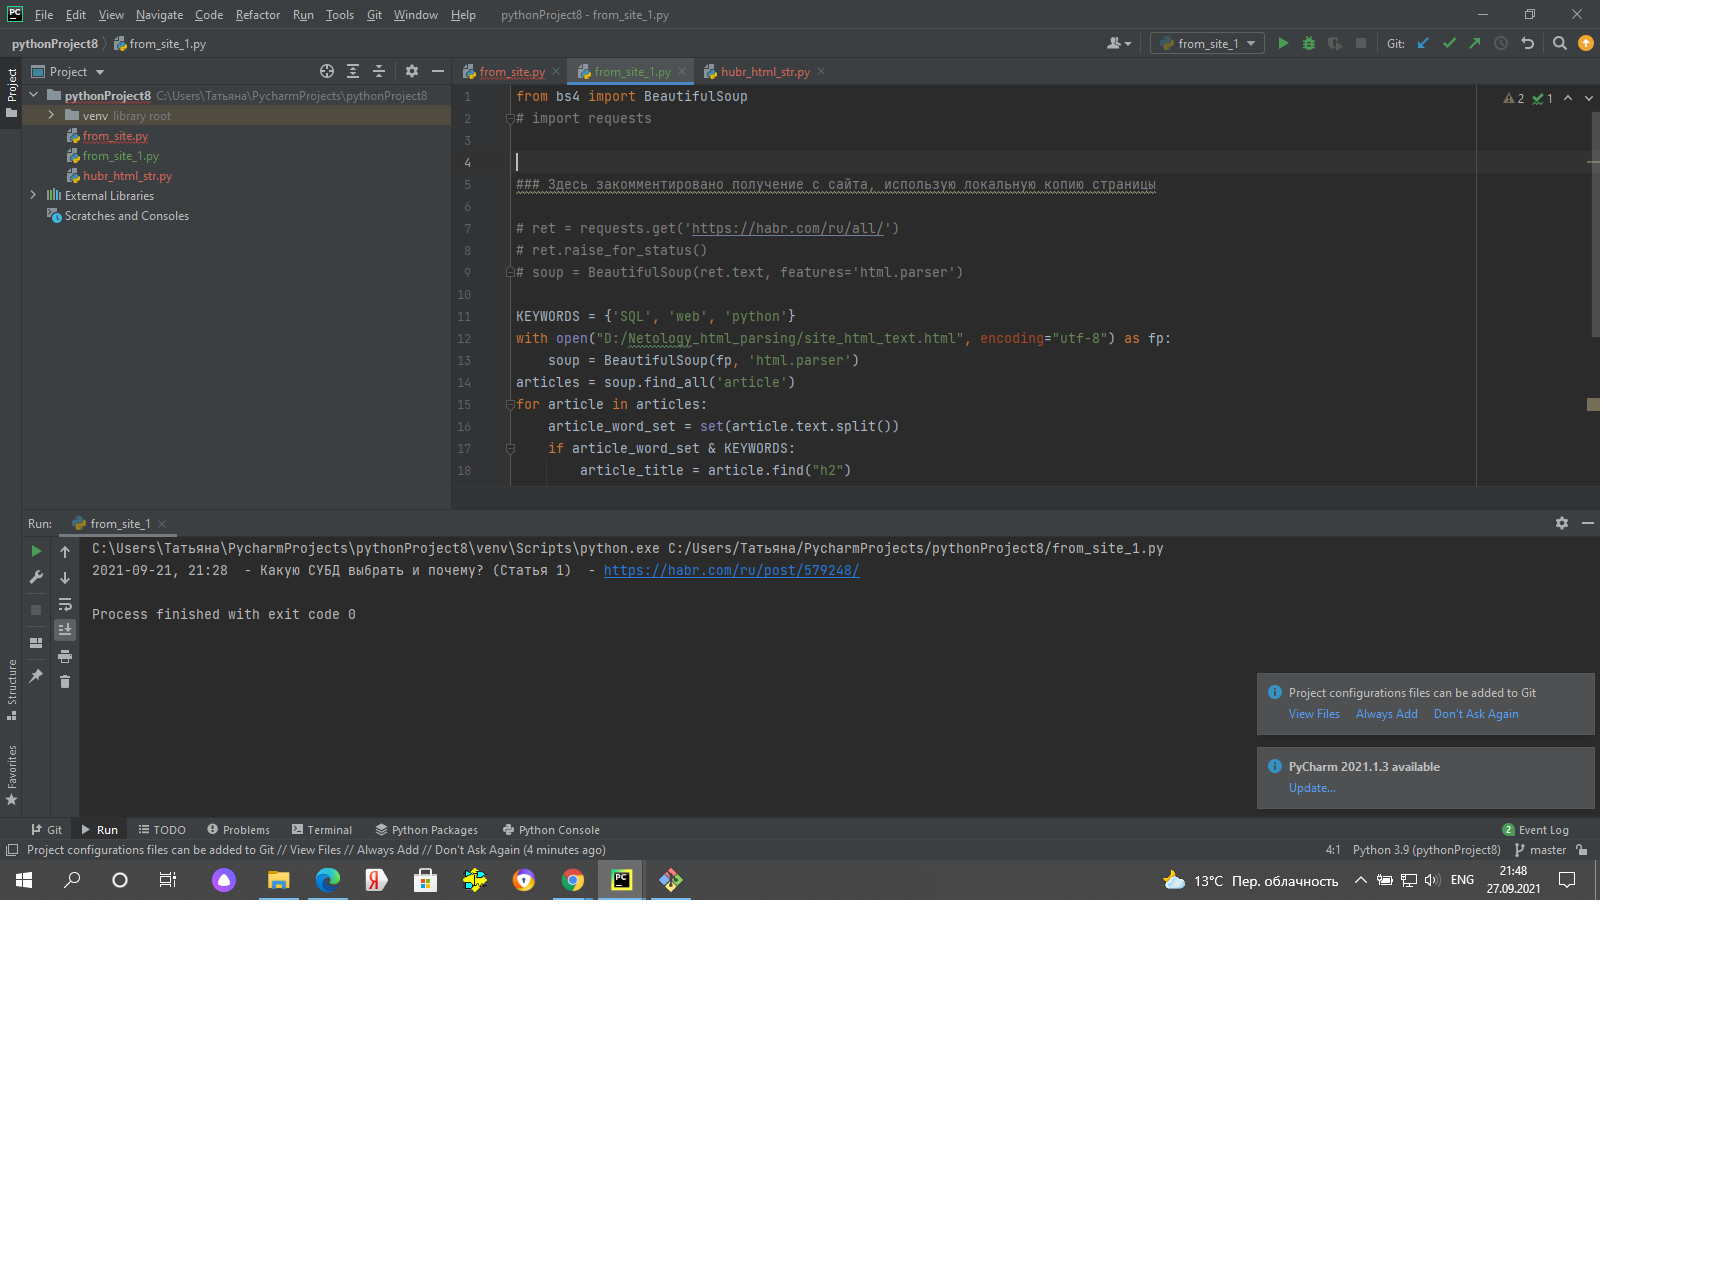 PC File Edit View Navigate Code Refactor Run Tools Git Window Help pythonProject8 - from_site_1.py
pythonProject8 from_site_1.py from_site_1 Git:
Project
Project
from_site.py from_site_1.py hubr_html_str.py
pythonProject8 C:\Users\Татьяна\PycharmProjects\pythonProject8
venv library root
from_site.py
from_site_1.py
hubr_html_str.py
External Libraries
Scratches and Consoles
2 1
1 from bs4 import BeautifulSoup
2 # import requests
3
4
5 ### Здесь закомментировано получение с сайта, использую локальную копию страницы
6
7 # ret = requests.get('https://habr.com/ru/all/')
8 # ret.raise_for_status()
9 # soup = BeautifulSoup(ret.text, features='html.parser')
10
11 KEYWORDS = {'SQL', 'web', 'python'}
12 with open("D:/Netology_html_parsing/site_html_text.html", encoding="utf-8") as fp:
13 soup = BeautifulSoup(fp, 'html.parser')
14 articles = soup.find_all('article')
15 for article in articles:
16 article_word_set = set(article.text.split())
17 if article_word_set & KEYWORDS:
18 article_title = article.find("h2")
Run: from_site_1
C:\Users\Татьяна\PycharmProjects\pythonProject8\venv\Scripts\python.exe C:/Users/Татьяна/PycharmProjects/pythonProject8/from_site_1.py
2021-09-21, 21:28 - Какую СУБД выбрать и почему? (Статья 1) - https://habr.com/ru/post/579248/
Process finished with exit code 0
Structure
Favorites
Project configurations files can be added to Git
View Files Always Add Don't Ask Again
PyCharm 2021.1.3 available
Update...
Git Run TODO Problems Terminal Python Packages Python Console 2 Event Log
Project configurations files can be added to Git // View Files // Always Add // Don't Ask Again (4 minutes ago) 4:1 Python 3.9 (pythonProject8) master
Я PC 13°C Пер. облачность ENG 21:48
27.09.2021